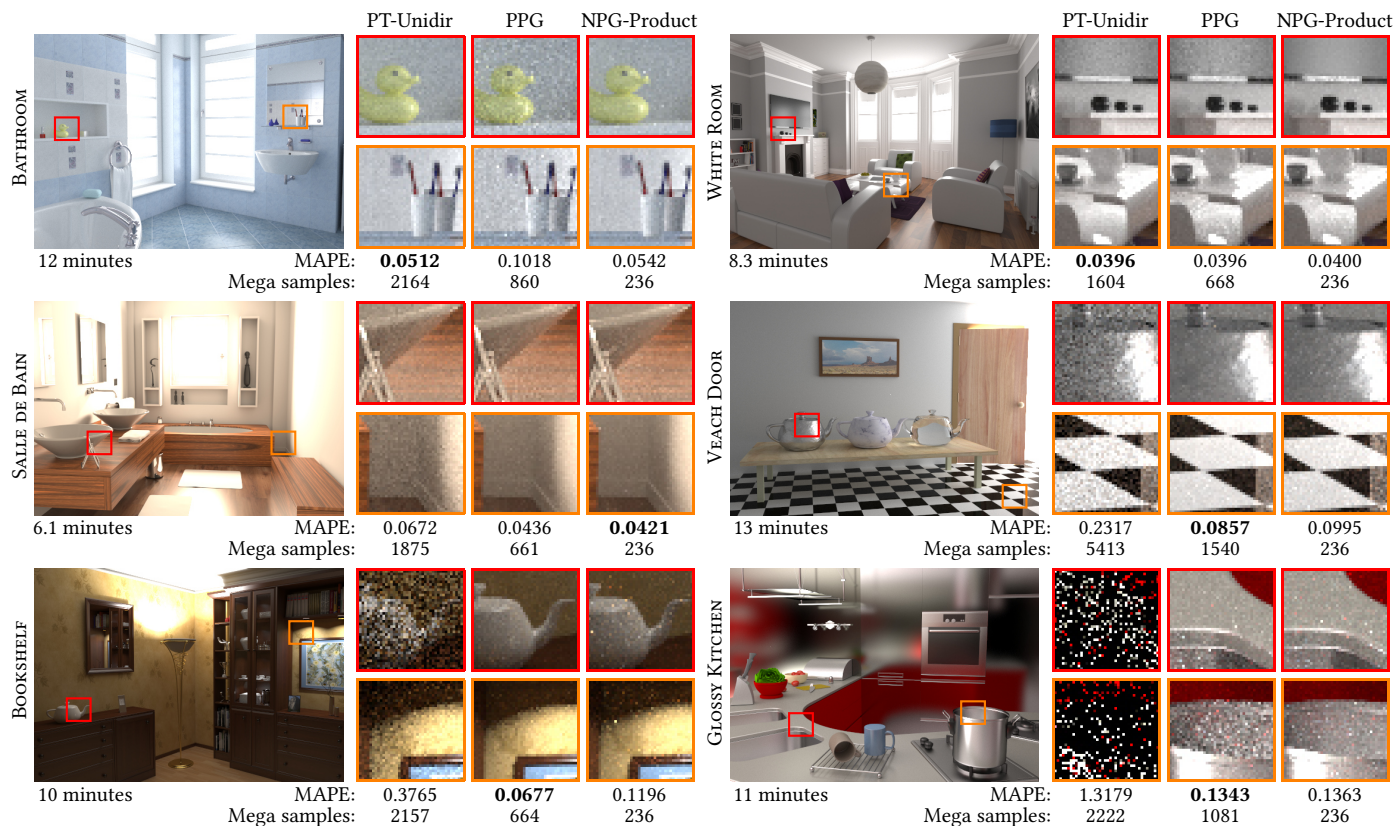 PT-Unidir PPG NPG-Product
BATHROOM
12 minutes MAPE: 0.0512 0.1018 0.0542
Mega samples: 2164 860 236
PT-Unidir PPG NPG-Product
WHITE ROOM
8.3 minutes MAPE: 0.0396 0.0396 0.0400
Mega samples: 1604 668 236
SALLE DE BAIN
6.1 minutes MAPE: 0.0672 0.0436 0.0421
Mega samples: 1875 661 236
VEACH DOOR
13 minutes MAPE: 0.2317 0.0857 0.0995
Mega samples: 5413 1540 236
BOOKSHELF
10 minutes MAPE: 0.3765 0.0677 0.1196
Mega samples: 2157 664 236
GLOSSY KITCHEN
11 minutes MAPE: 1.3179 0.1343 0.1363
Mega samples: 2222 1081 236